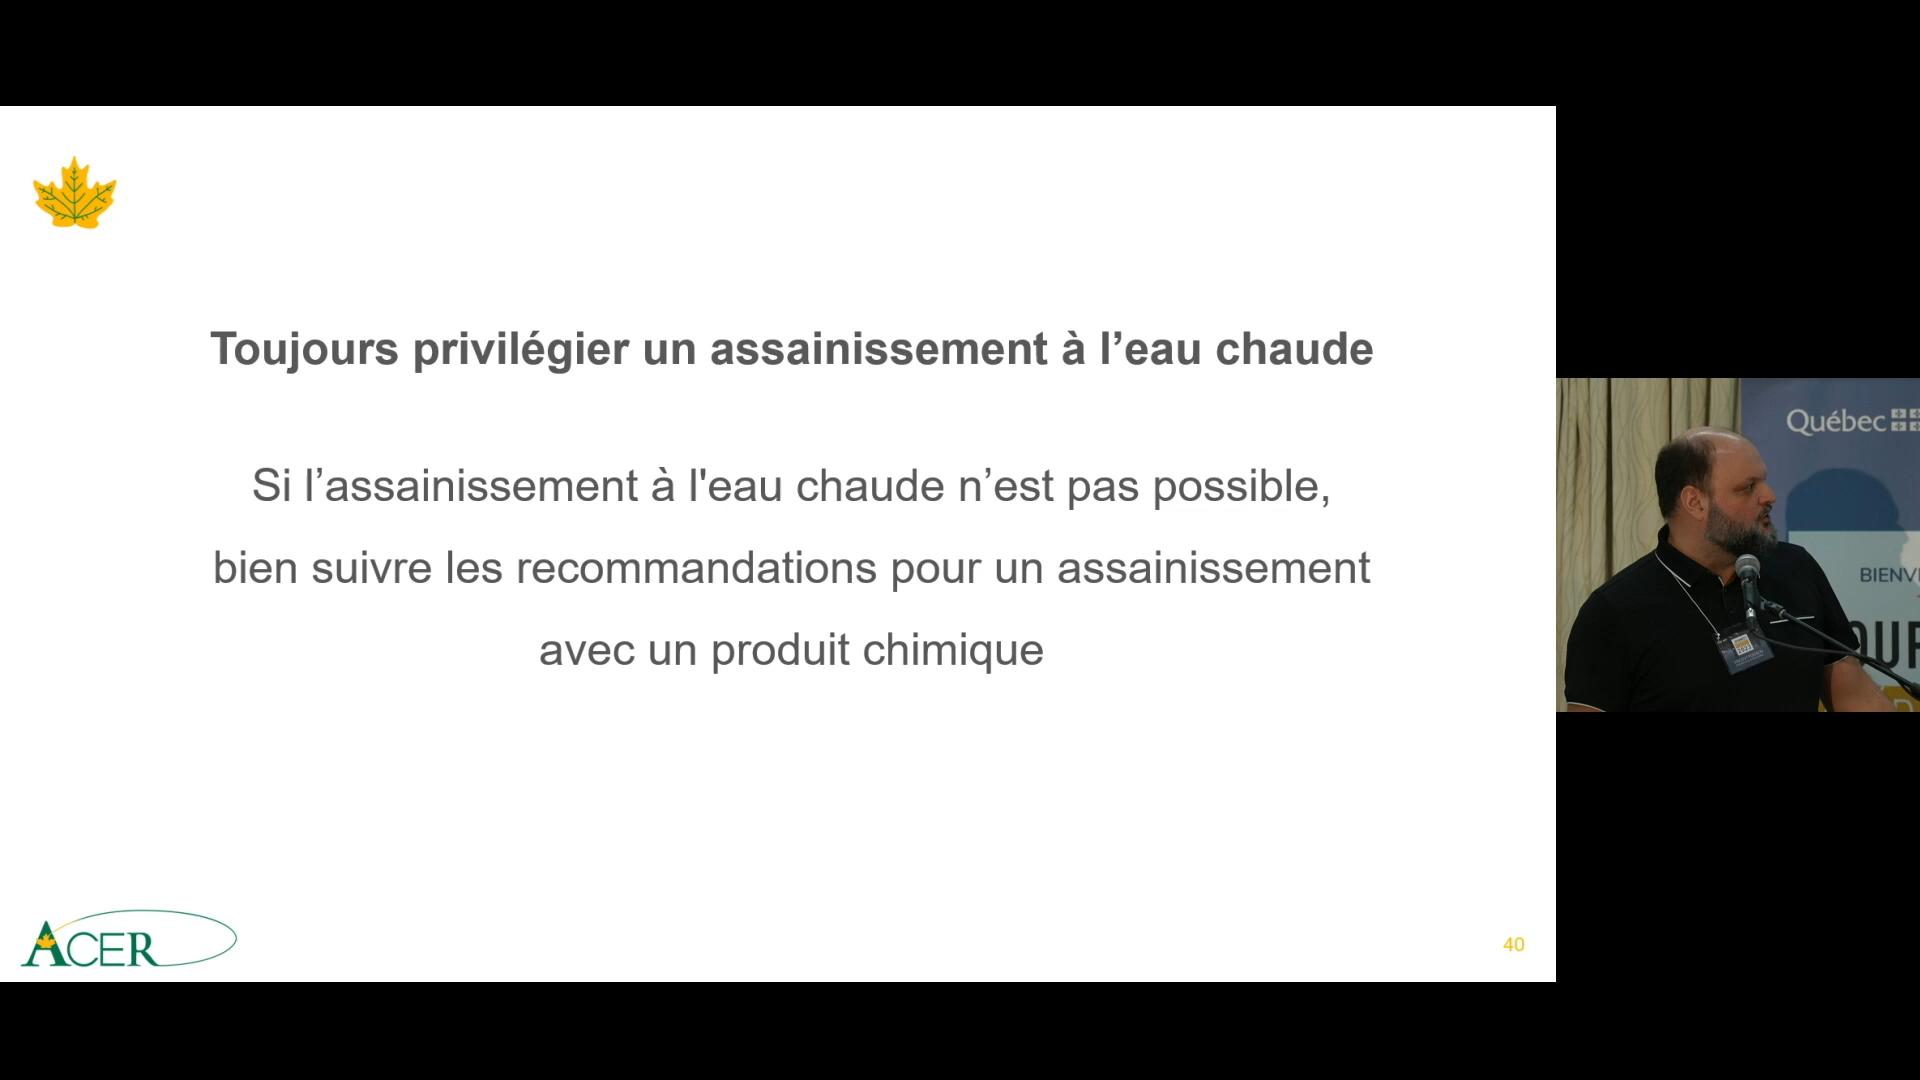 Toujours privilégier un assainissement à l’eau chaude
Si l’assainissement à l'eau chaude n’est pas possible,
bien suivre les recommandations pour un assainissement
avec un produit chimique
ACER
40
Québec
BIENV
OUR